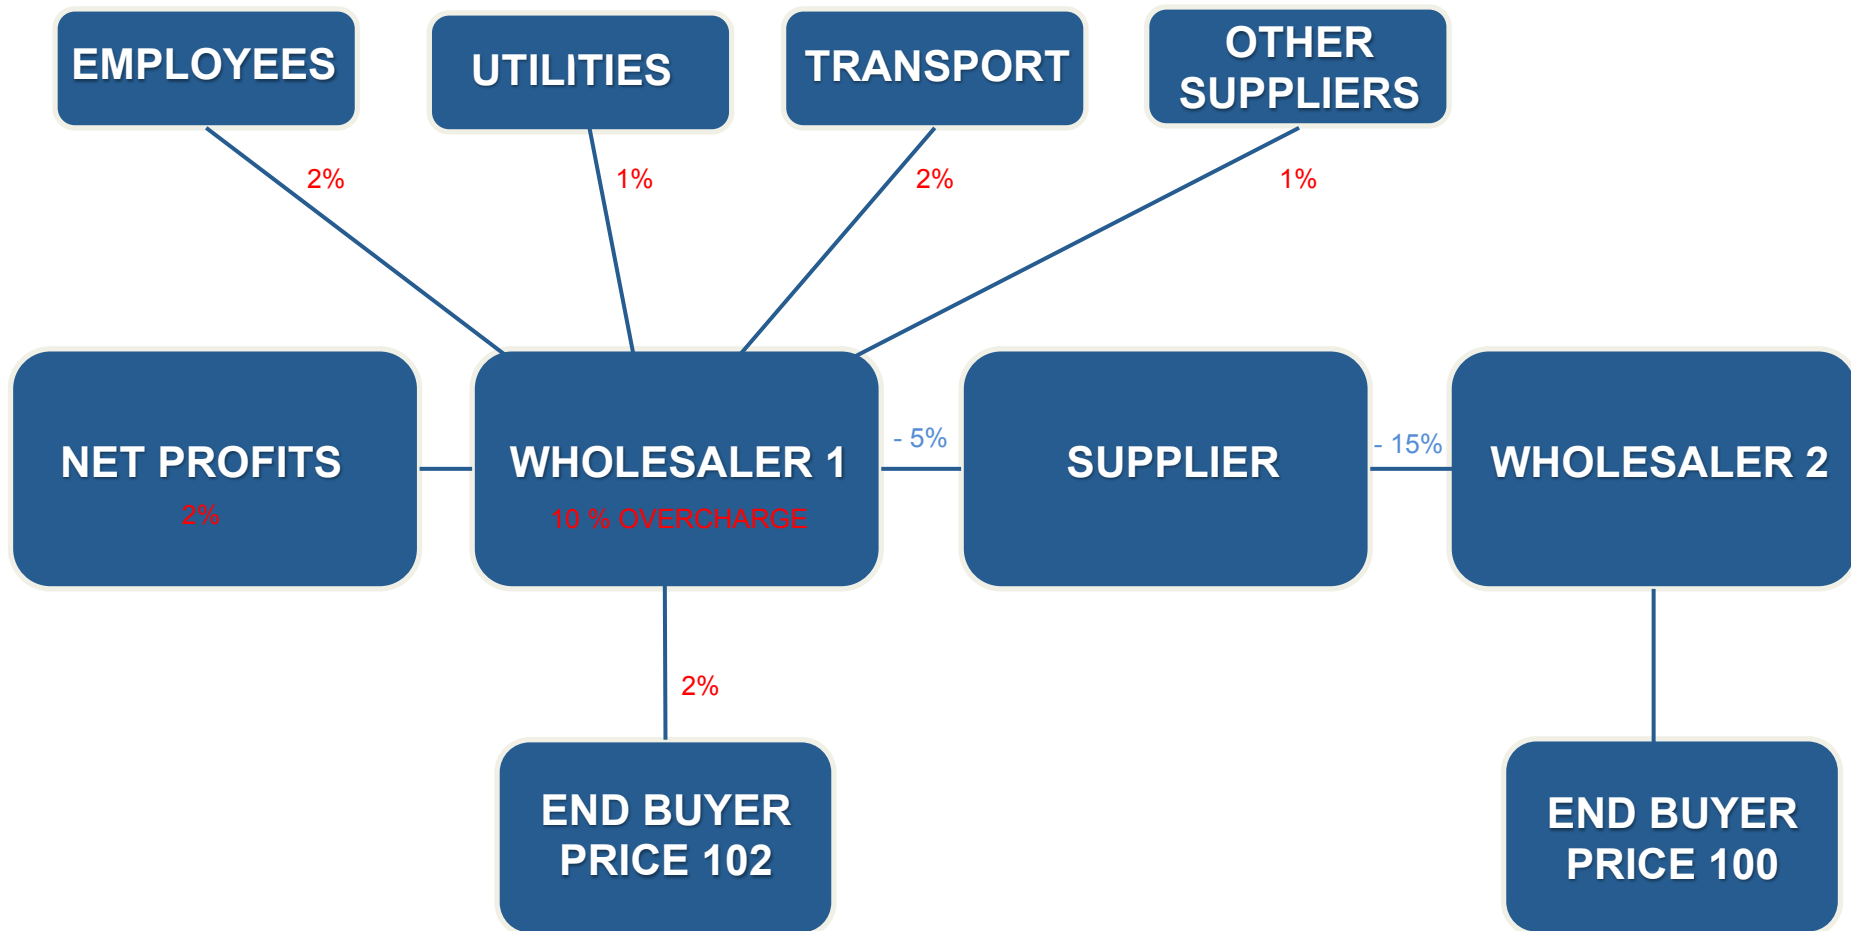 EMPLOYEES
UTILITIES
TRANSPORT
OTHER
SUPPLIERS
2%
1%
2%
1%
NET PROFITS
2%
WHOLESALER 1
10 % OVERCHARGE
- 5%
SUPPLIER
- 15%
WHOLESALER 2
2%
END BUYER
PRICE 102
END BUYER
PRICE 100